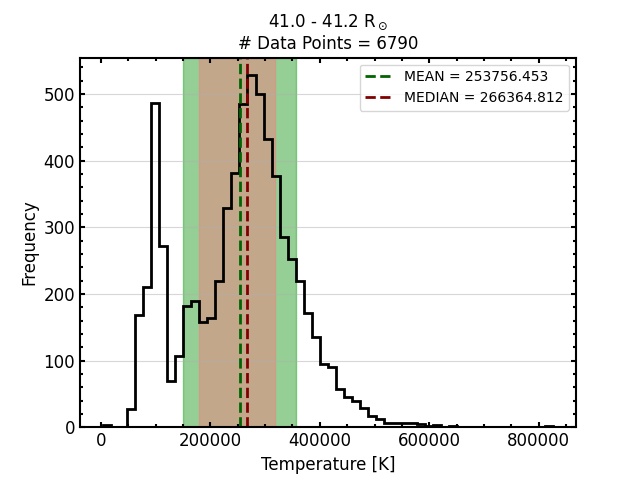 41.0 - 41.2 R⊙
# Data Points = 6790
MEAN = 253756.453
MEDIAN = 266364.812
500
400
300
200
100
0
Frequency
0 200000 400000 600000 800000
Temperature [K]